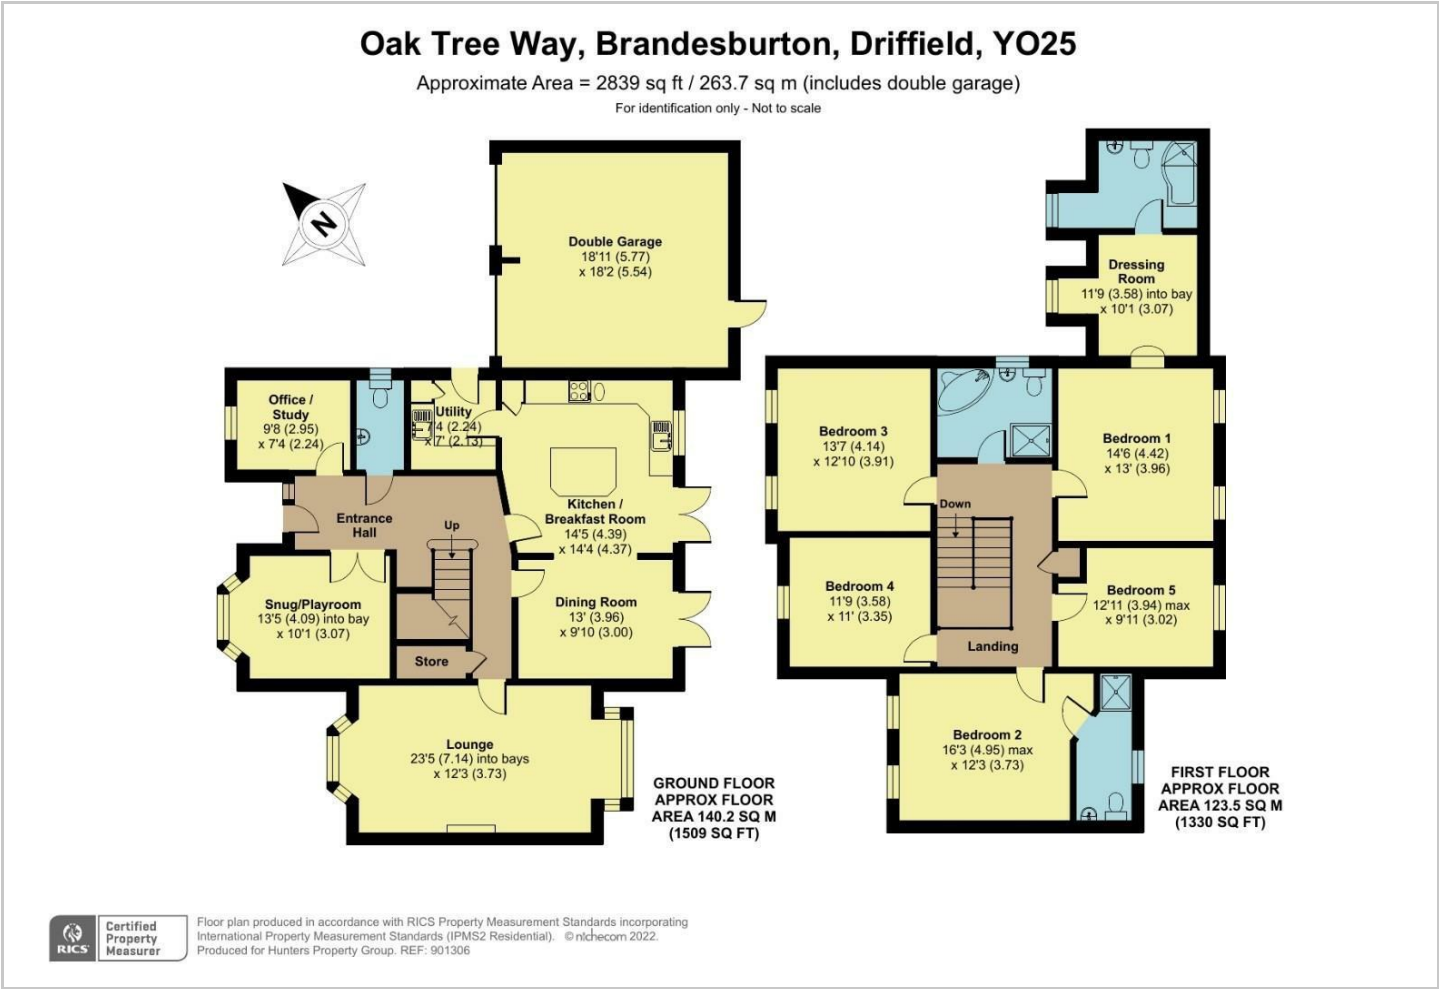 Oak Tree Way, Brandesburton, Driffield, YO25
Approximate Area = 2839 sq ft / 263.7 sq m (includes double garage)
For identification only - Not to scale
N
Double Garage
18'11 (5.77)
x 18'2 (5.54)
Office /
Study
9'8 (2.95)
x 7'4 (2.24)
Utility
7'4 (2.24)
x 7' (2.13)
Kitchen /
Breakfast Room
14'5 (4.39)
x 14'4 (4.37)
Entrance
Hall
Up
Snug/Playroom
13'5 (4.09) into bay
x 10'1 (3.07)
Dining Room
13' (3.96)
x 9'10 (3.00)
Store
Lounge
23'5 (7.14) into bays
x 12'3 (3.73)
GROUND FLOOR
APPROX FLOOR
AREA 140.2 SQ M
(1509 SQ FT)
Dressing
Room
11'9 (3.58) into bay
x 10'1 (3.07)
Bedroom 3
13'7 (4.14)
x 12'10 (3.91)
Bedroom 1
14'6 (4.42)
x 13' (3.96)
Down
Bedroom 4
11'9 (3.58)
x 11' (3.35)
Bedroom 5
12'11 (3.94) max
x 9'11 (3.02)
Landing
Bedroom 2
16'3 (4.95) max
x 12'3 (3.73)
FIRST FLOOR
APPROX FLOOR
AREA 123.5 SQ M
(1330 SQ FT)
RICS
Certified
Property
Measurer
Floor plan produced in accordance with RICS Property Measurement Standards incorporating
International Property Measurement Standards (IPMS2 Residential). © nichecom 2022.
Produced for Hunters Property Group. REF: 901306